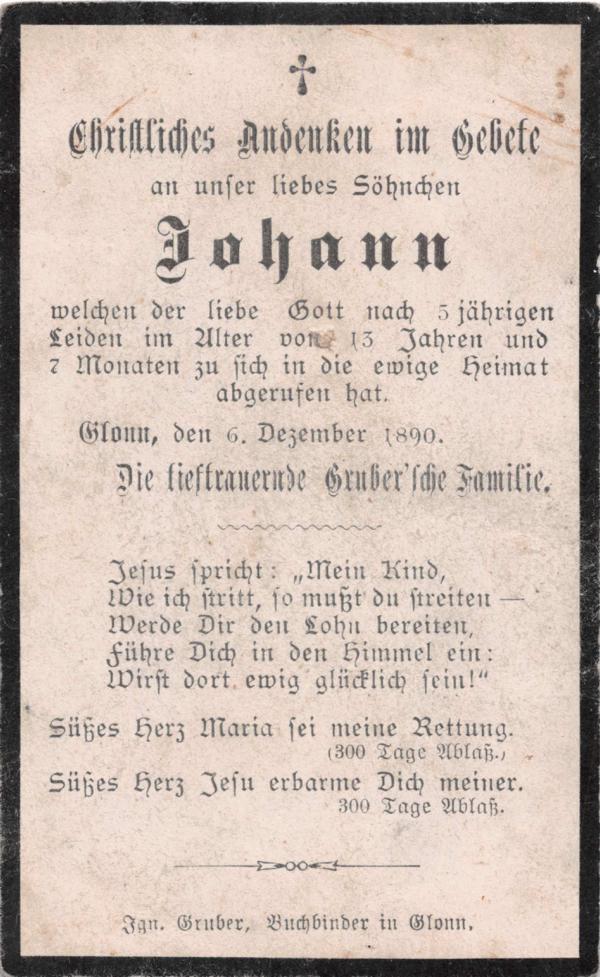 Christliches Andenken im Gebete
an unser liebes Söhnchen
Johann
welchen der liebe Gott nach 5 jährigen
Leiden im Alter von 13 Jahren und
7 Monaten zu sich in die ewige Heimat
abgerufen hat.
Glonn, den 6. Dezember 1890.
Die tieftrauernde Gruber'sche Familie.
Jesus spricht: „Mein Kind,
Wie ich stritt, so mußt du streiten —
Werde Dir den Lohn bereiten,
Führe Dich in den Himmel ein:
Wirst dort ewig glücklich sein!“
Süßes Herz Maria sei meine Rettung.
(300 Tage Ablaß.)
Süßes Herz Jesu erbarme Dich meiner.
300 Tage Ablaß.
Ign. Gruber, Buchbinder in Glonn.